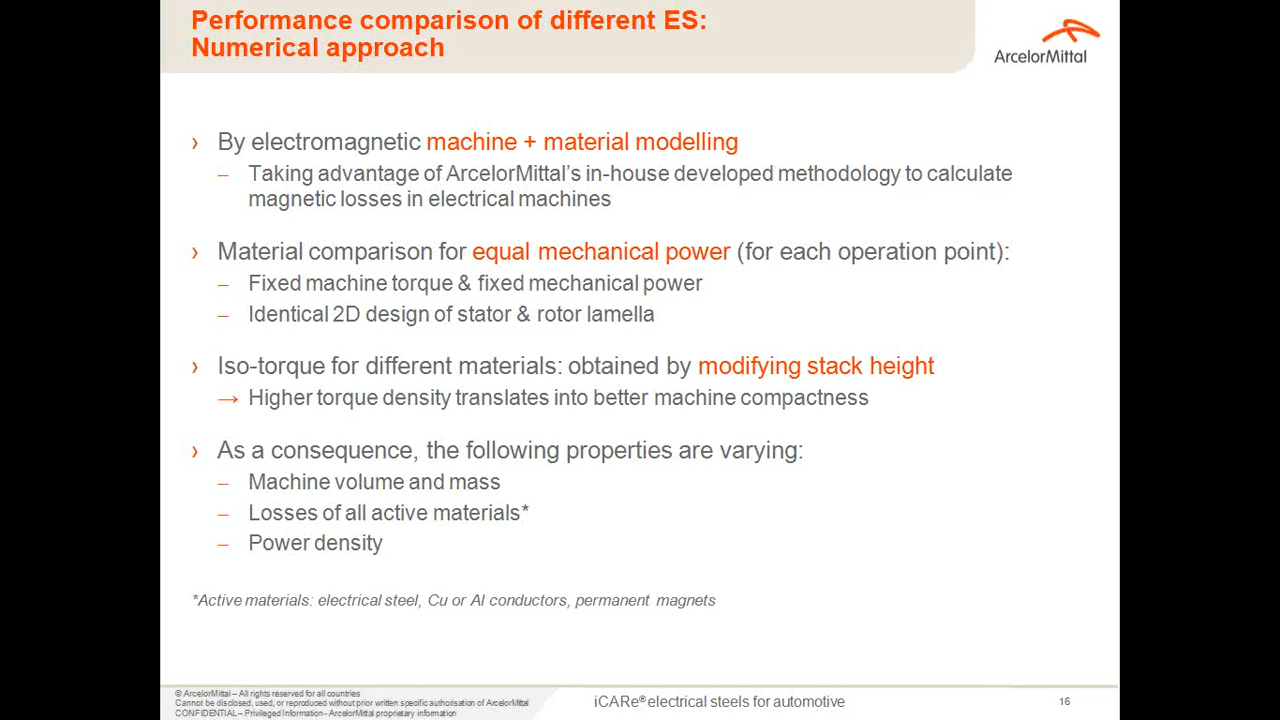 Performance comparison of different ES:
Numerical approach
ArcelorMittal
› By electromagnetic machine + material modelling
– Taking advantage of ArcelorMittal's in-house developed methodology to calculate
magnetic losses in electrical machines
› Material comparison for equal mechanical power (for each operation point):
– Fixed machine torque & fixed mechanical power
– Identical 2D design of stator & rotor lamella
› Iso-torque for different materials: obtained by modifying stack height
→ Higher torque density translates into better machine compactness
› As a consequence, the following properties are varying:
– Machine volume and mass
– Losses of all active materials*
– Power density
*Active materials: electrical steel, Cu or Al conductors, permanent magnets
© ArcelorMittal – All rights reserved for all countries
Cannot be disclosed, used, or reproduced without prior written specific authorisation of ArcelorMittal
CONFIDENTIAL – Privileged Information - ArcelorMittal proprietary information
iCARe® electrical steels for automotive
16